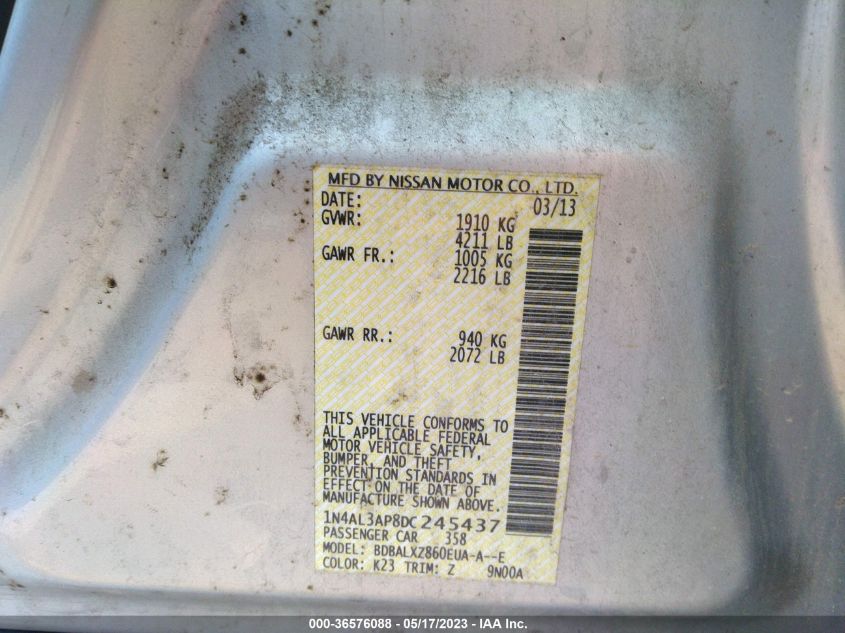 MFD BY NISSAN MOTOR CO., LTD.
DATE: 03/13
GVWR: 1910 KG
4211 LB
GAWR FR.: 1005 KG
2216 LB
GAWR RR.: 940 KG
2072 LB
THIS VEHICLE CONFORMS TO
ALL APPLICABLE FEDERAL
MOTOR VEHICLE SAFETY,
BUMPER, AND THEFT
PREVENTION STANDARDS IN
EFFECT ON THE DATE OF
MANUFACTURE SHOWN ABOVE.
1N4AL3AP8DC245437
PASSENGER CAR 358
MODEL: BDBALXZ860EUA-A--E
COLOR: K23 TRIM: Z 9N00A
000-36576088 - 05/17/2023 - IAA Inc.